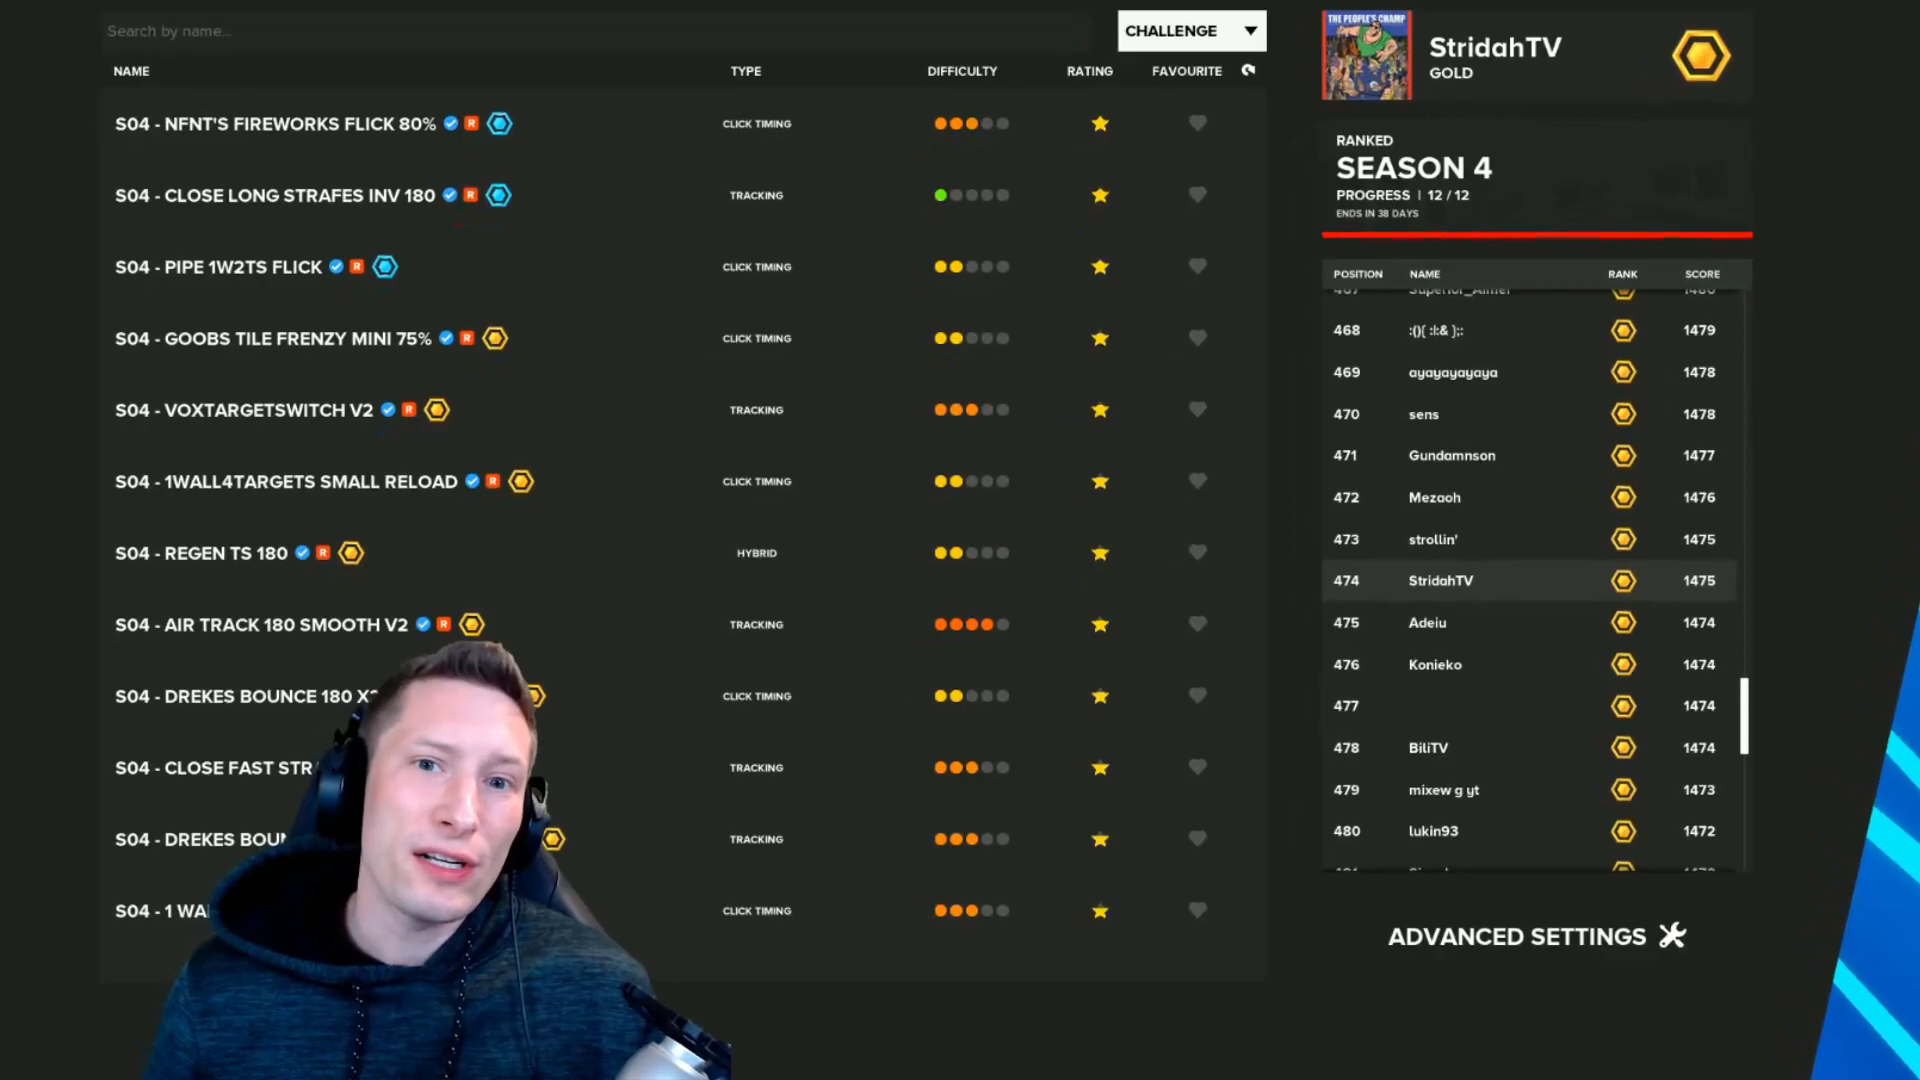 Search by name...
CHALLENGE
NAME TYPE DIFFICULTY RATING FAVOURITE
S04 - NFNT'S FIREWORKS FLICK 80% R CLICK TIMING
S04 - CLOSE LONG STRAFES INV 180 R TRACKING
S04 - PIPE 1W2TS FLICK R CLICK TIMING
S04 - GOOBS TILE FRENZY MINI 75% R CLICK TIMING
S04 - VOXTARGETSWITCH V2 R TRACKING
S04 - 1WALL4TARGETS SMALL RELOAD R CLICK TIMING
S04 - REGEN TS 180 R HYBRID
S04 - AIR TRACK 180 SMOOTH V2 R TRACKING
S04 - DREKES BOUNCE 180 CLICK TIMING
S04 - CLOSE FAST TRACKING
S04 - DREKES TRACKING
S04 - 1 CLICK TIMING
THE PEOPLE'S CHAMP
StridahTV
GOLD
RANKED
SEASON 4
PROGRESS | 12 / 12
ENDS IN 38 DAYS
POSITION NAME RANK SCORE
468 :(){ :|:& };: 1479
469 ayayayayaya 1478
470 sens 1478
471 Gundamnson 1477
472 Mezaoh 1476
473 strollin' 1475
474 StridahTV 1475
475 Adeiu 1474
476 Konieko 1474
477 1474
478 BiliTV 1474
479 mixew g yt 1473
480 lukin93 1472
ADVANCED SETTINGS